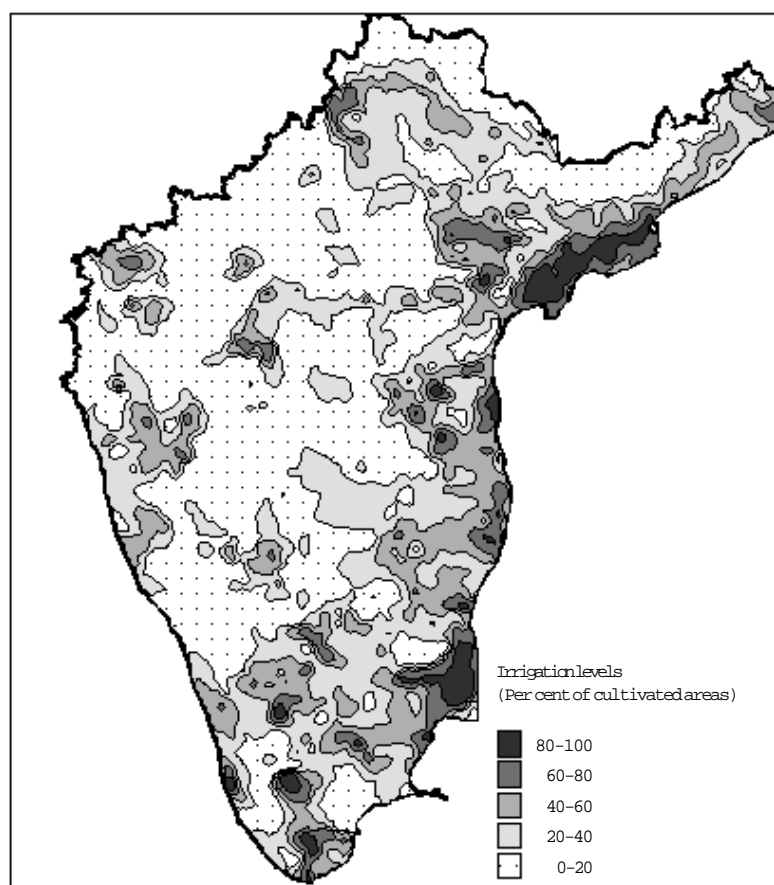 Irrigation levels
(Per cent of cultivated areas)
80-100
60-80
40-60
20-40
0-20